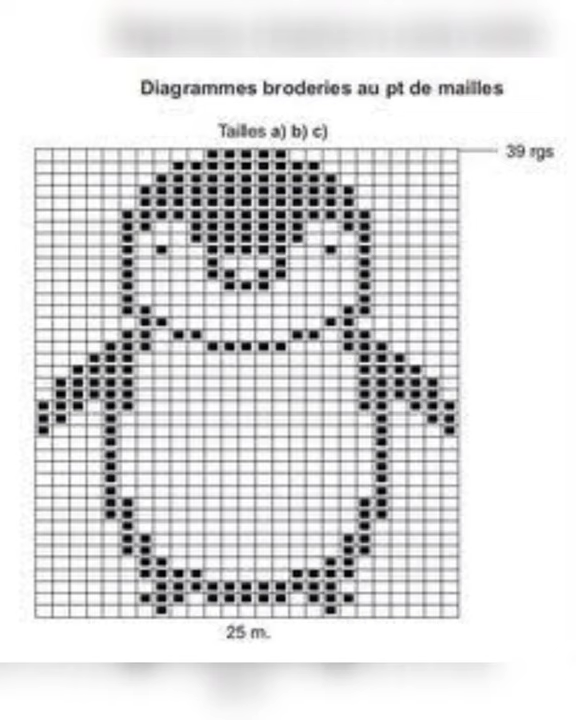 Diagrammes broderies au pt de mailles
Tailles a) b) c)
39 rgs
25 m.